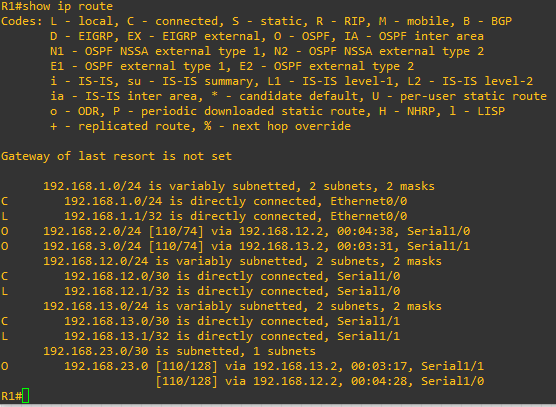 R1#show ip route
Codes: L - local, C - connected, S - static, R - RIP, M - mobile, B - BGP
D - EIGRP, EX - EIGRP external, O - OSPF, IA - OSPF inter area
N1 - OSPF NSSA external type 1, N2 - OSPF NSSA external type 2
E1 - OSPF external type 1, E2 - OSPF external type 2
i - IS-IS, su - IS-IS summary, L1 - IS-IS level-1, L2 - IS-IS level-2
ia - IS-IS inter area, * - candidate default, U - per-user static route
o - ODR, P - periodic downloaded static route, H - NHRP, l - LISP
+ - replicated route, % - next hop override
Gateway of last resort is not set
192.168.1.0/24 is variably subnetted, 2 subnets, 2 masks
C 192.168.1.0/24 is directly connected, Ethernet0/0
L 192.168.1.1/32 is directly connected, Ethernet0/0
O 192.168.2.0/24 [110/74] via 192.168.12.2, 00:04:38, Serial1/0
O 192.168.3.0/24 [110/74] via 192.168.13.2, 00:03:31, Serial1/1
192.168.12.0/24 is variably subnetted, 2 subnets, 2 masks
C 192.168.12.0/30 is directly connected, Serial1/0
L 192.168.12.1/32 is directly connected, Serial1/0
192.168.13.0/24 is variably subnetted, 2 subnets, 2 masks
C 192.168.13.0/30 is directly connected, Serial1/1
L 192.168.13.1/32 is directly connected, Serial1/1
192.168.23.0/30 is subnetted, 1 subnets
O 192.168.23.0 [110/128] via 192.168.13.2, 00:03:17, Serial1/1
[110/128] via 192.168.12.2, 00:04:28, Serial1/0
R1#